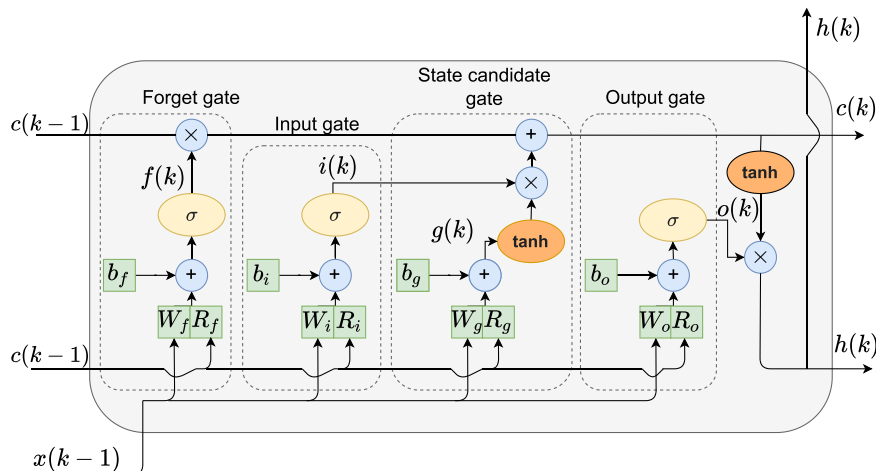 h(k)
State candidate
gate
Forget gate
Output gate
Input gate
c(k−1)
c(k)
×
+
f(k)
i(k)
×
tanh
σ
σ
g(k)
tanh
σ
o(k)
×
b_f
+
b_i
+
b_g
+
b_o
+
W_f R_f
W_i R_i
W_g R_g
W_o R_o
c(k−1)
h(k)
x(k−1)